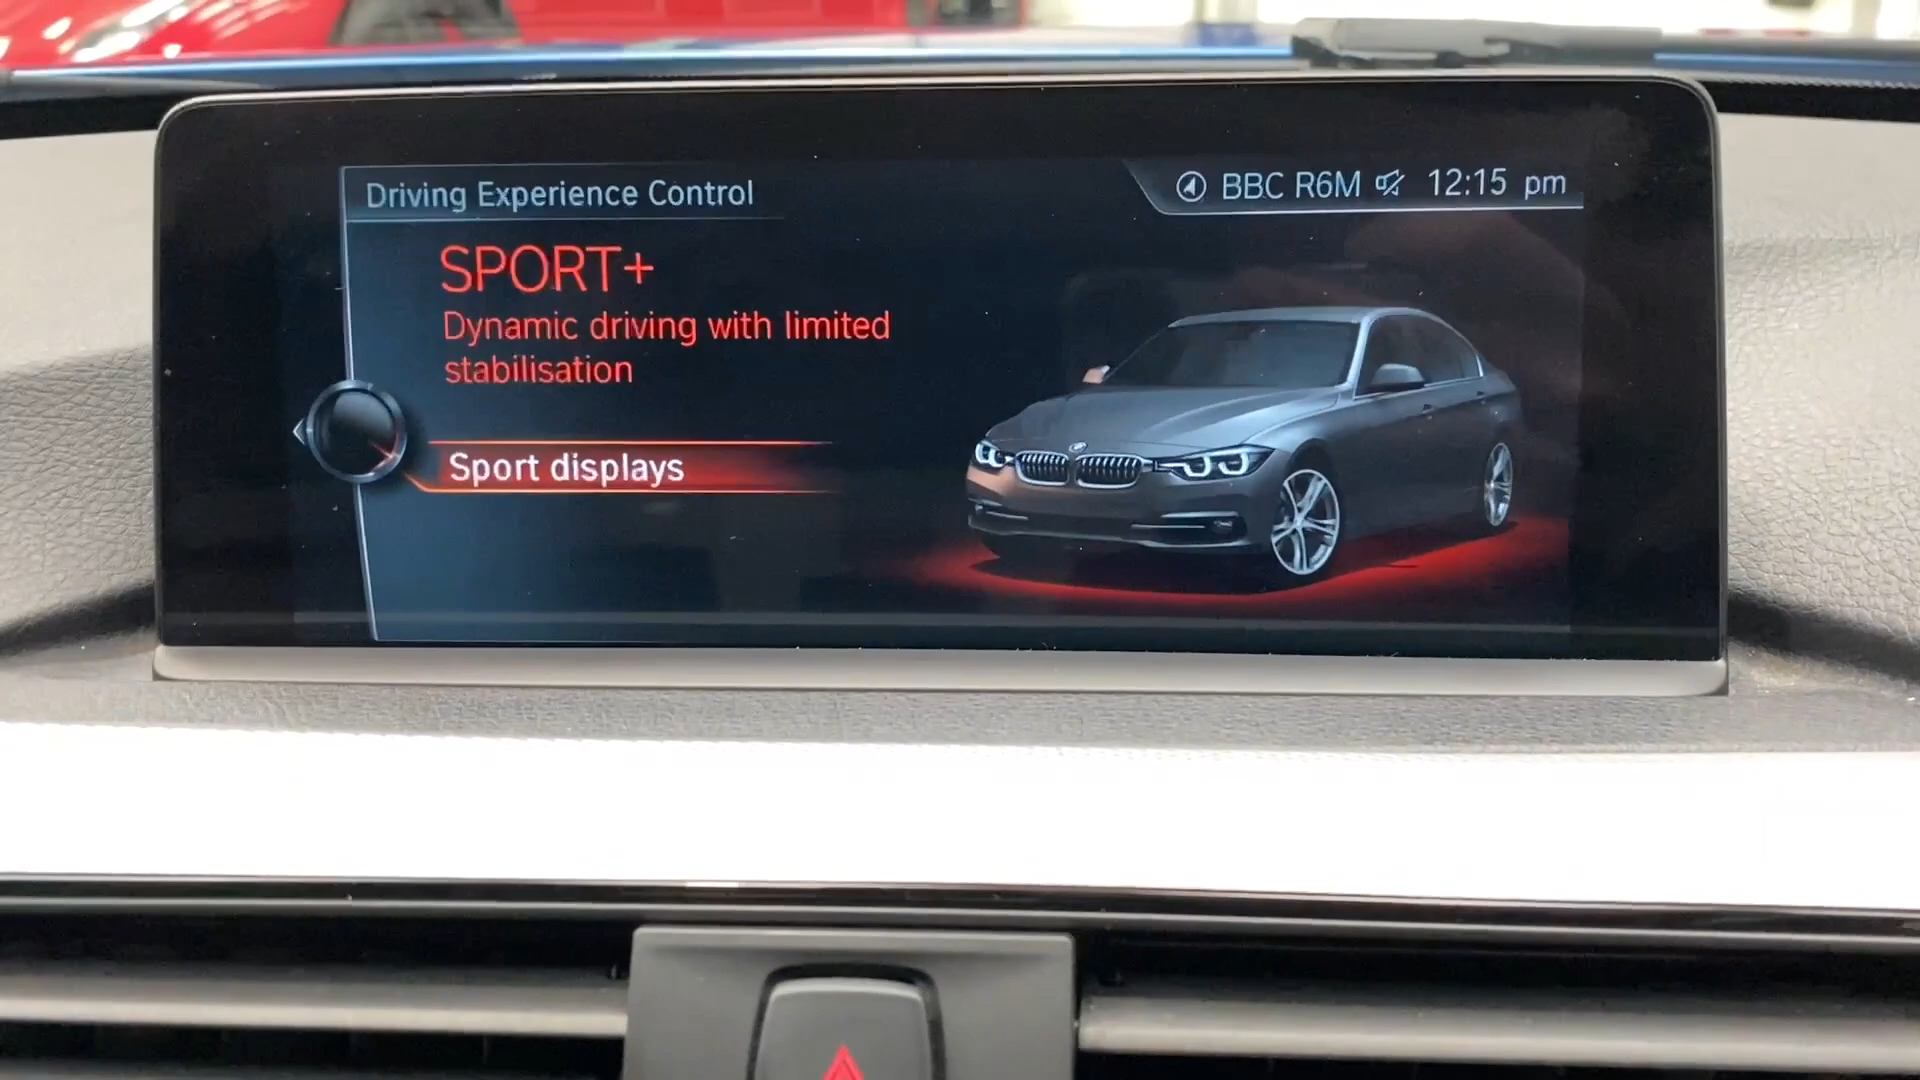 Driving Experience Control
BBC R6M 12:15 pm
SPORT+
Dynamic driving with limited
stabilisation
Sport displays